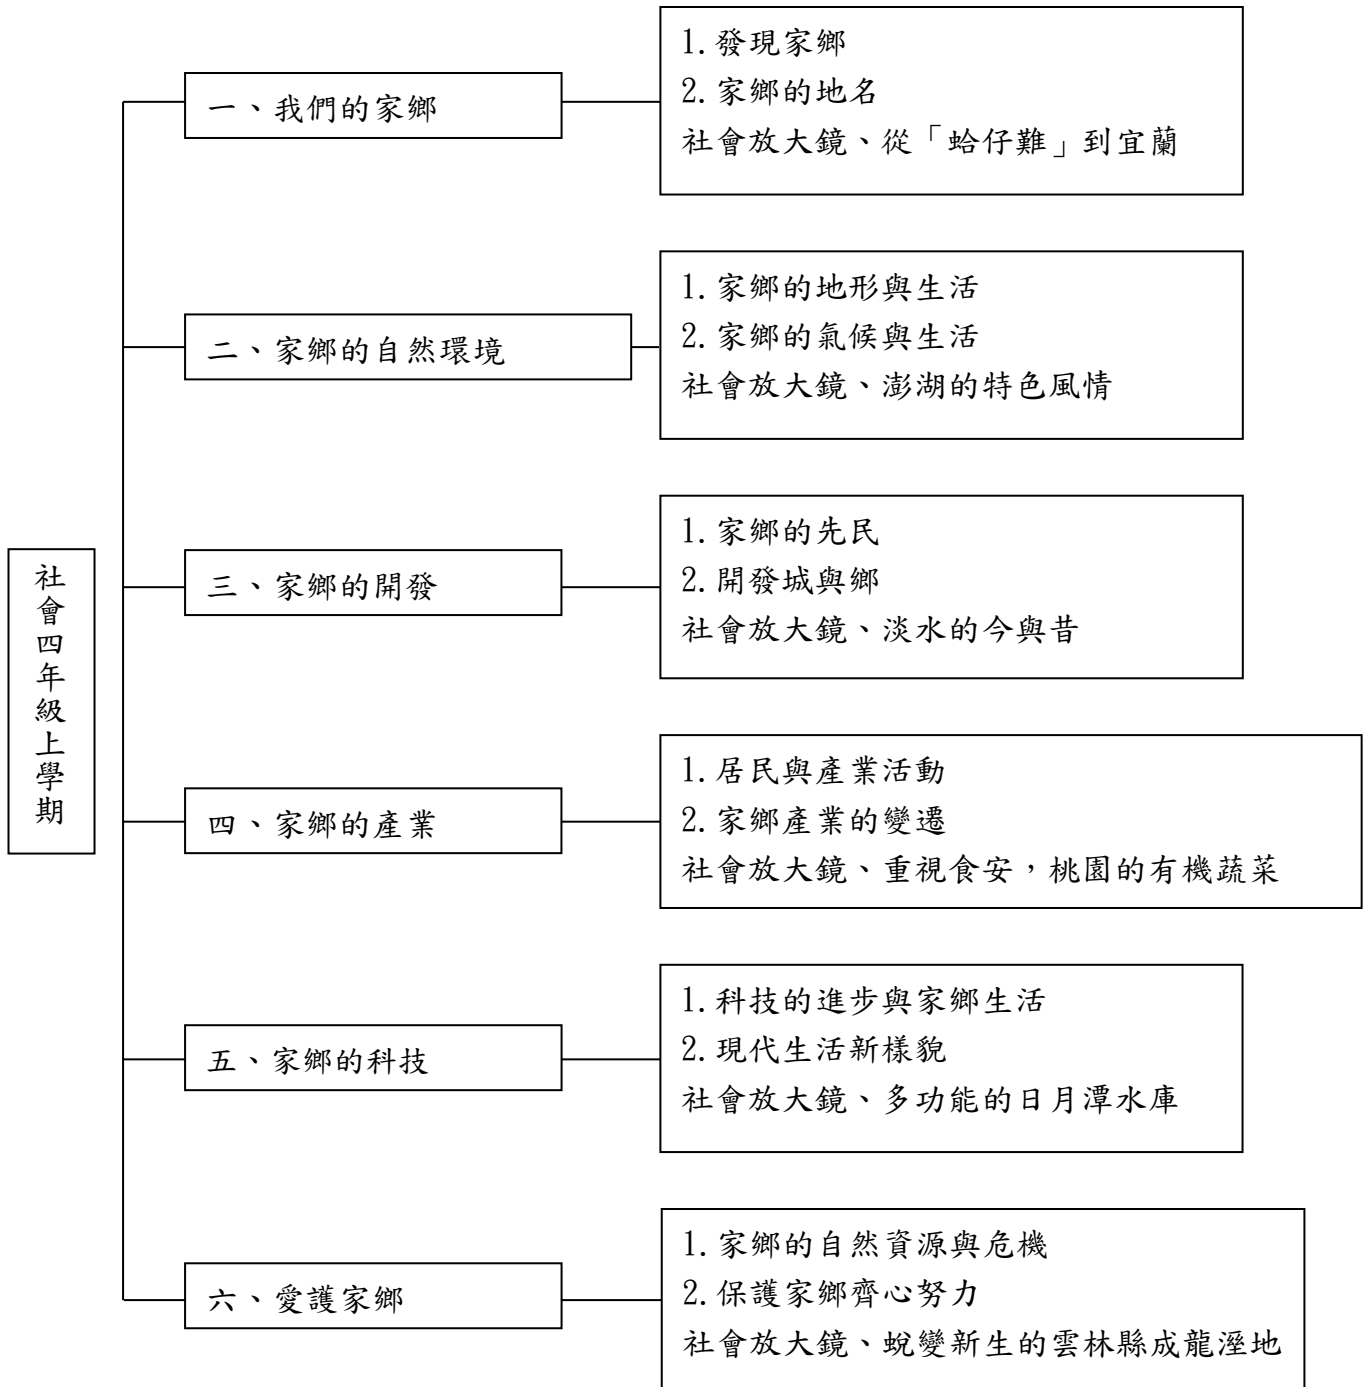 社會四年級上學期
一、我們的家鄉
1.發現家鄉
2.家鄉的地名
社會放大鏡、從「蛤仔難」到宜蘭
二、家鄉的自然環境
1.家鄉的地形與生活
2.家鄉的氣候與生活
社會放大鏡、澎湖的特色風情
三、家鄉的開發
1.家鄉的先民
2.開發城與鄉
社會放大鏡、淡水的今與昔
四、家鄉的產業
1.居民與產業活動
2.家鄉產業的變遷
社會放大鏡、重視食安，桃園的有機蔬菜
五、家鄉的科技
1.科技的進步與家鄉生活
2.現代生活新樣貌
社會放大鏡、多功能的日月潭水庫
六、愛護家鄉
1.家鄉的自然資源與危機
2.保護家鄉齊心努力
社會放大鏡、蛻變新生的雲林縣成龍溼地